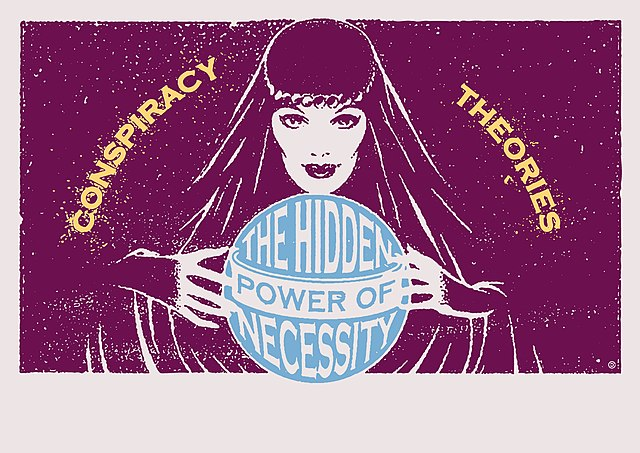 CONSPIRACY
THEORIES
THE HIDDEN
POWER OF
NECESSITY